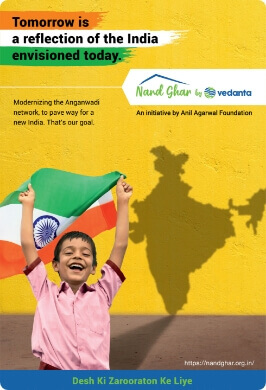 Tomorrow is
a reflection of the India
envisioned today.
Nand Ghar by vedanta
Modernizing the Anganwadi
network, to pave way for a
new India. That's our goal.
An initiative by Anil Agarwal Foundation
https://nandghar.org.in/
Desh Ki Zarooraton Ke Liye